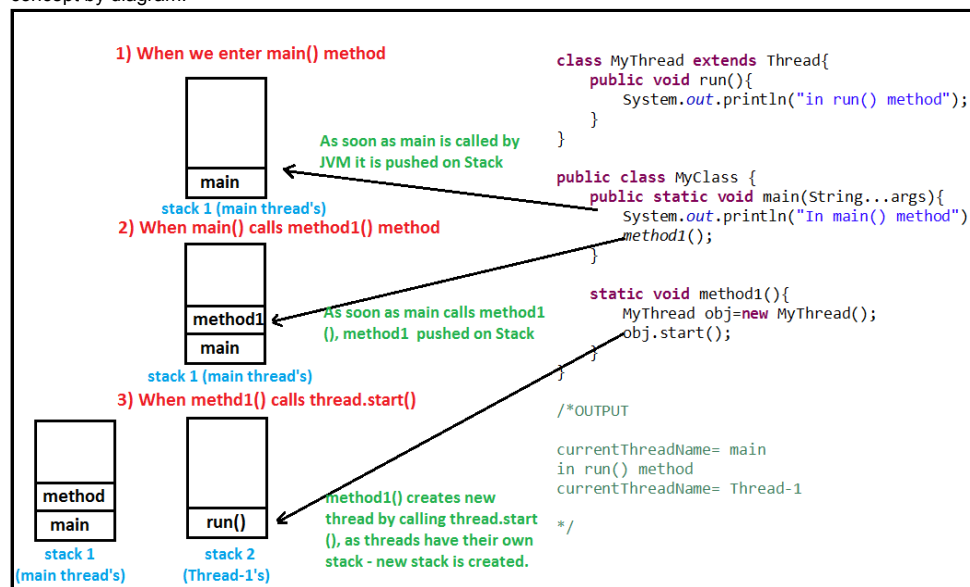 concept by diagram.
1) When we enter main() method
main
stack 1 (main thread's)
As soon as main is called by
JVM it is pushed on Stack
2) When main() calls method1() method
method1
main
stack 1 (main thread's)
As soon as main calls method1
(), method1 pushed on Stack
3) When methd1() calls thread.start()
method
main
stack 1
(main thread's)
run()
stack 2
(Thread-1's)
method1() creates new
thread by calling thread.start
(), as threads have their own
stack - new stack is created.
class MyThread extends Thread{
public void run(){
System.out.println("in run() method");
}
}
public class MyClass {
public static void main(String...args){
System.out.println("In main() method")
method1();
}
static void method1(){
MyThread obj=new MyThread();
obj.start();
}
}
/*OUTPUT
currentThreadName= main
in run() method
currentThreadName= Thread-1
*/